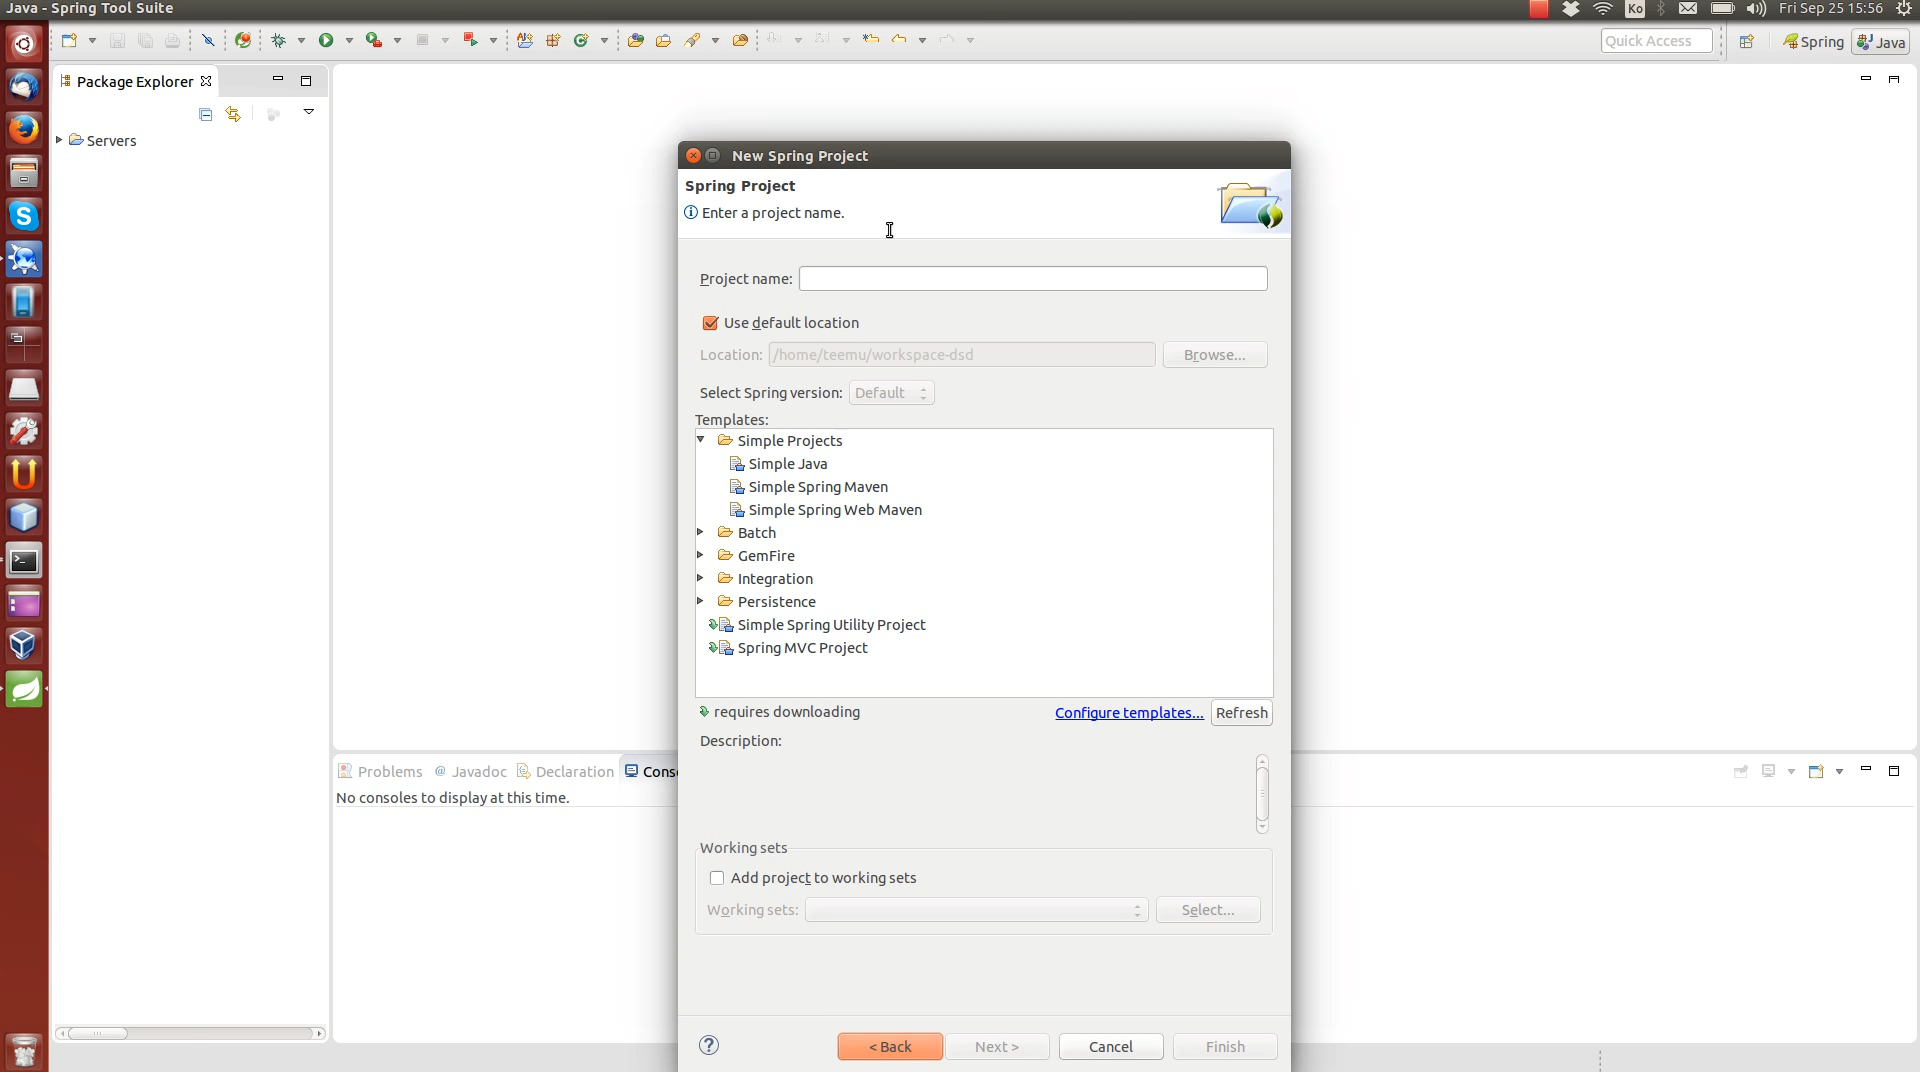 Java - Spring Tool Suite
Ko
Fri Sep 25 15:56
Quick Access
Spring
Java
Package Explorer
Servers
New Spring Project
Spring Project
Enter a project name.
Project name:
Use default location
Location: /home/teemu/workspace-dsd
Browse...
Select Spring version: Default
Templates:
Simple Projects
Simple Java
Simple Spring Maven
Simple Spring Web Maven
Batch
GemFire
Integration
Persistence
Simple Spring Utility Project
Spring MVC Project
requires downloading
Configure templates...
Refresh
Description:
Problems
@ Javadoc
Declaration
Conso
No consoles to display at this time.
Working sets
Add project to working sets
Working sets:
Select...
< Back
Next >
Cancel
Finish